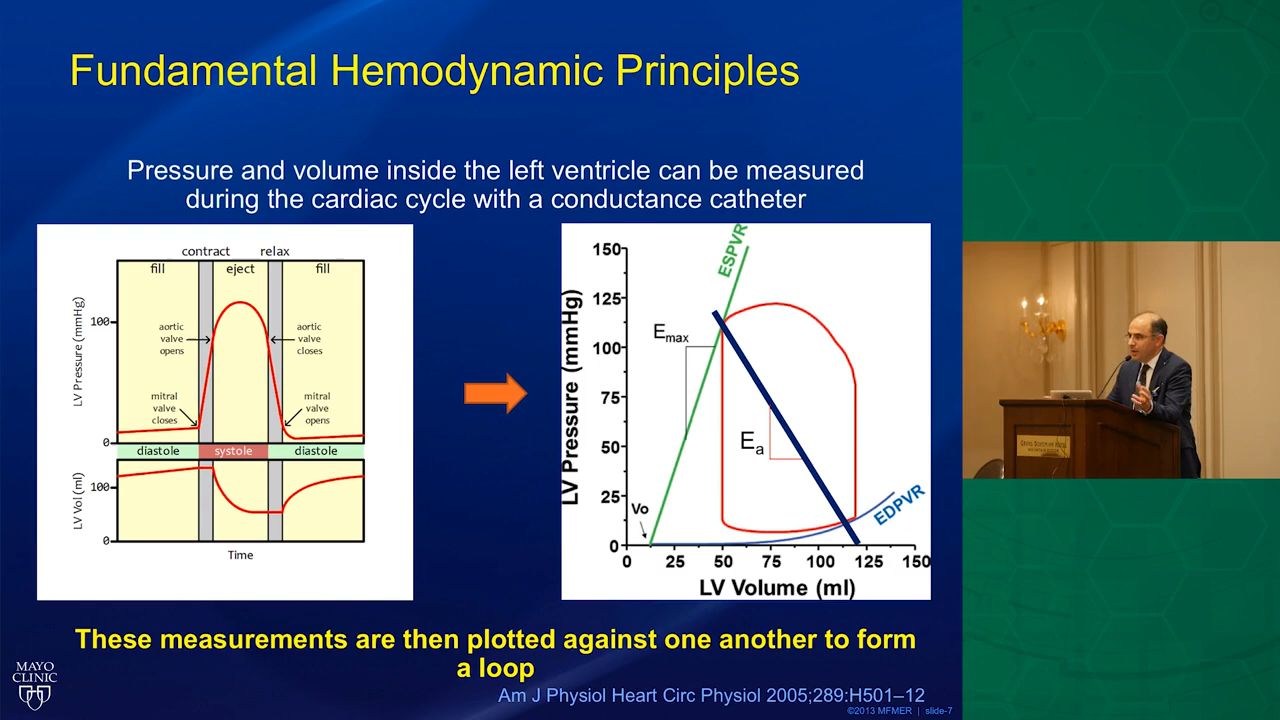 Fundamental Hemodynamic Principles
Pressure and volume inside the left ventricle can be measured
during the cardiac cycle with a conductance catheter
contract relax
fill eject fill
LV Pressure (mmHg)
100
0
aortic
valve
opens
aortic
valve
closes
mitral
valve
closes
mitral
valve
opens
diastole systole diastole
LV Vol (ml)
100
0
Time
LV Pressure (mmHg)
150
125
100
75
50
25
0
ESPVR
Emax
Ea
Vo
EDPVR
0 25 50 75 100 125 150
LV Volume (ml)
These measurements are then plotted against one another to form
a loop
MAYO
CLINIC
Am J Physiol Heart Circ Physiol 2005;289:H501–12
©2013 MFMER | slide-7